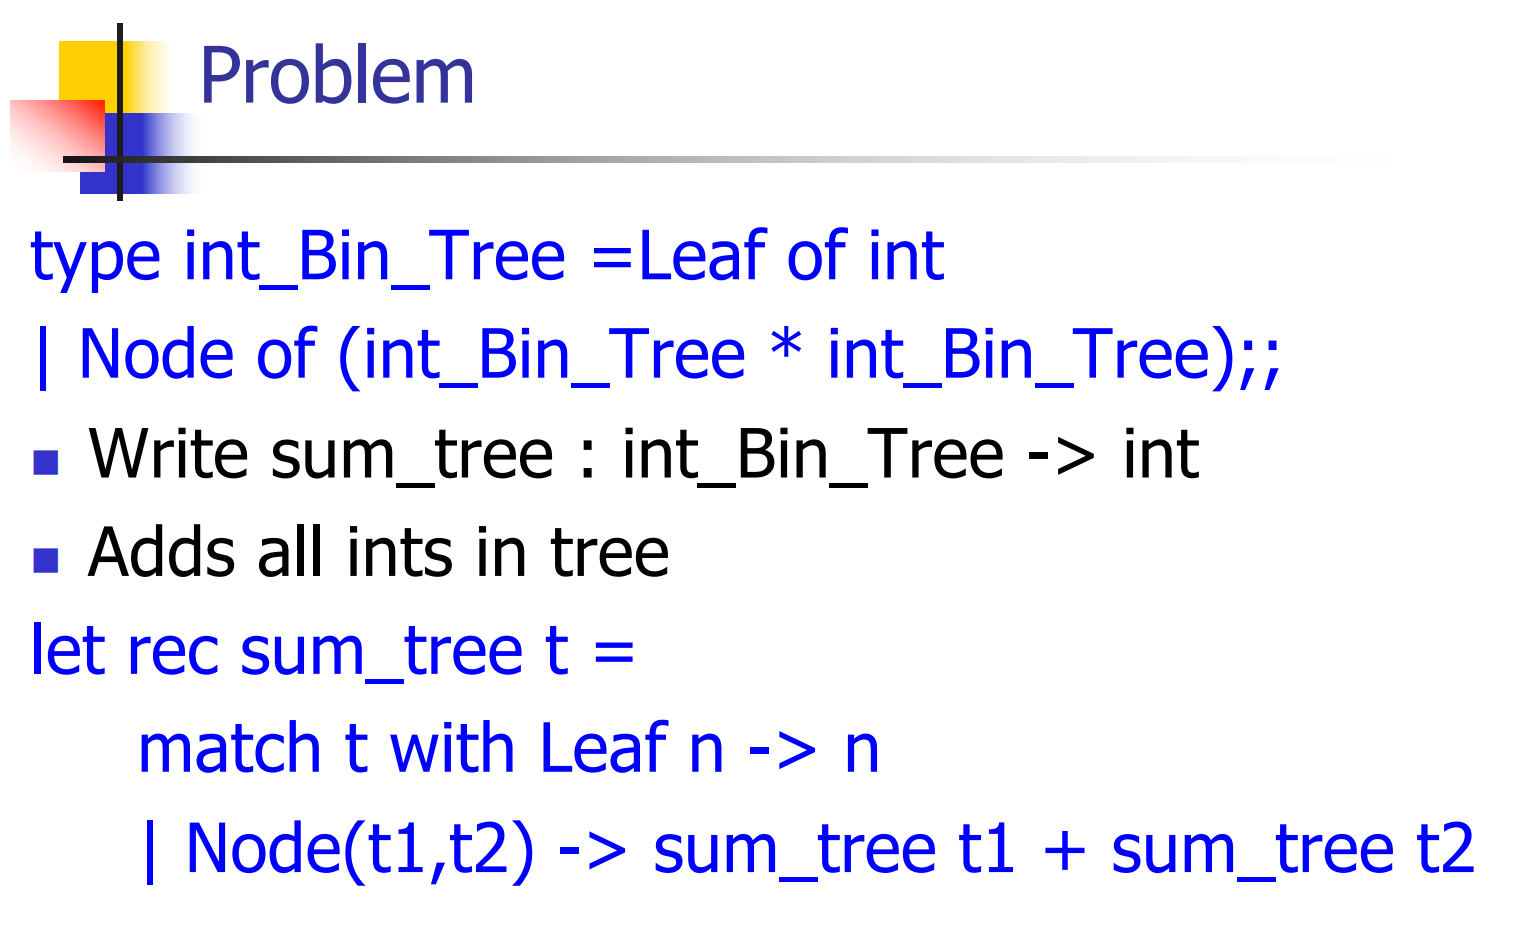 Problem
type int_Bin_Tree =Leaf of int
| Node of (int_Bin_Tree * int_Bin_Tree);;
Write sum_tree : int_Bin_Tree -> int
Adds all ints in tree
let rec sum_tree t =
match t with Leaf n -> n
| Node(t1,t2) -> sum_tree t1 + sum_tree t2